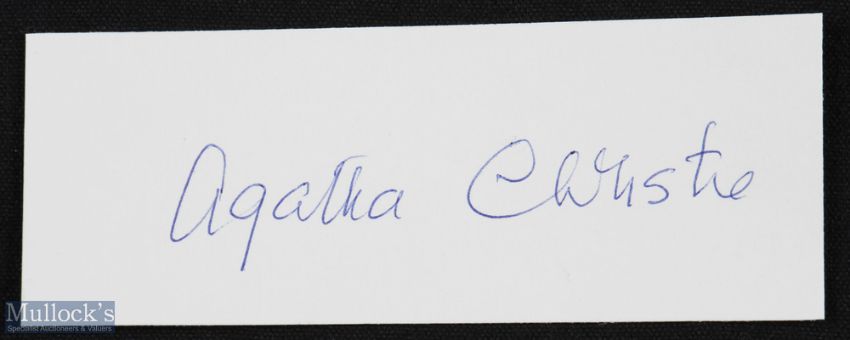 Agatha Christie
Mullock's
Specialist Auctioneers & Valuers